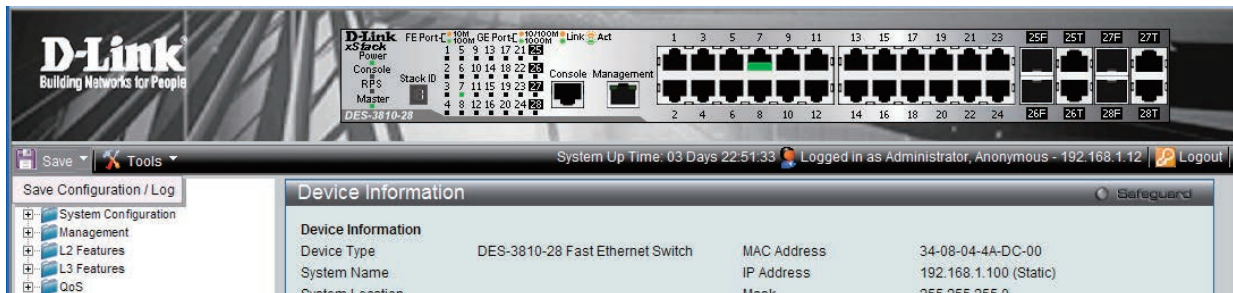 D-Link
Building Networks for People
D-Link FE Port-[10M 100M GE Port-[10/100M 1000M Link Act
xStack
Power
Console
RPS
Master
Stack ID
1 5 9 13 17 21 25
2 6 10 14 18 22 26
3 7 11 15 19 23 27
4 8 12 16 20 24 28
DES-3810-28
Console Management
1 3 5 7 9 11 13 15 17 19 21 23 25F 25T 27F 27T
2 4 6 8 10 12 14 16 18 20 22 24 26F 26T 28F 28T
Save Tools System Up Time: 03 Days 22:51:33 Logged in as Administrator, Anonymous - 192.168.1.12 Logout
Save Configuration / Log
System Configuration
Management
L2 Features
L3 Features
QoS
Device Information
Safeguard
Device Information
Device Type DES-3810-28 Fast Ethernet Switch MAC Address 34-08-04-4A-DC-00
System Name IP Address 192.168.1.100 (Static)
System Location Mask 255.255.255.0